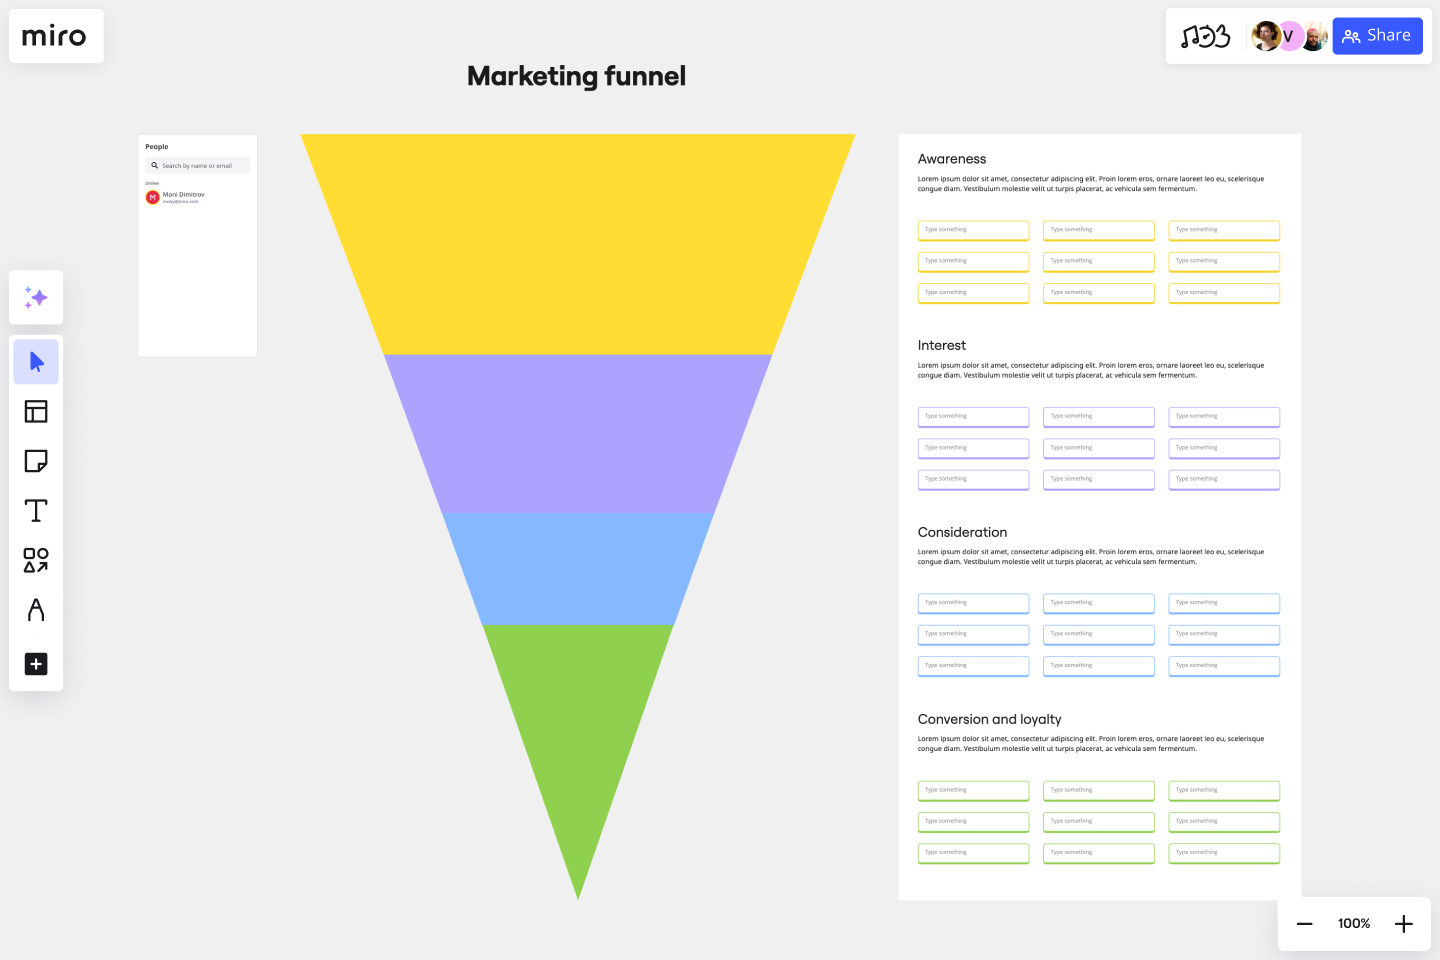 miro
V
Share
Marketing funnel
People
Search by name or email
Online
M
Moni Dimitrov
mony@miro.com
Awareness
Lorem ipsum dolor sit amet, consectetur adipiscing elit. Proin lorem eros, ornare laoreet leo eu, scelerisque
congue diam. Vestibulum molestie velit ut turpis placerat, ac vehicula sem fermentum.
Type something Type something Type something
Type something Type something Type something
Type something Type something Type something
Interest
Lorem ipsum dolor sit amet, consectetur adipiscing elit. Proin lorem eros, ornare laoreet leo eu, scelerisque
congue diam. Vestibulum molestie velit ut turpis placerat, ac vehicula sem fermentum.
Type something Type something Type something
Type something Type something Type something
Type something Type something Type something
Consideration
Lorem ipsum dolor sit amet, consectetur adipiscing elit. Proin lorem eros, ornare laoreet leo eu, scelerisque
congue diam. Vestibulum molestie velit ut turpis placerat, ac vehicula sem fermentum.
Type something Type something Type something
Type something Type something Type something
Type something Type something Type something
Conversion and loyalty
Lorem ipsum dolor sit amet, consectetur adipiscing elit. Proin lorem eros, ornare laoreet leo eu, scelerisque
congue diam. Vestibulum molestie velit ut turpis placerat, ac vehicula sem fermentum.
Type something Type something Type something
Type something Type something Type something
Type something Type something Type something
100%